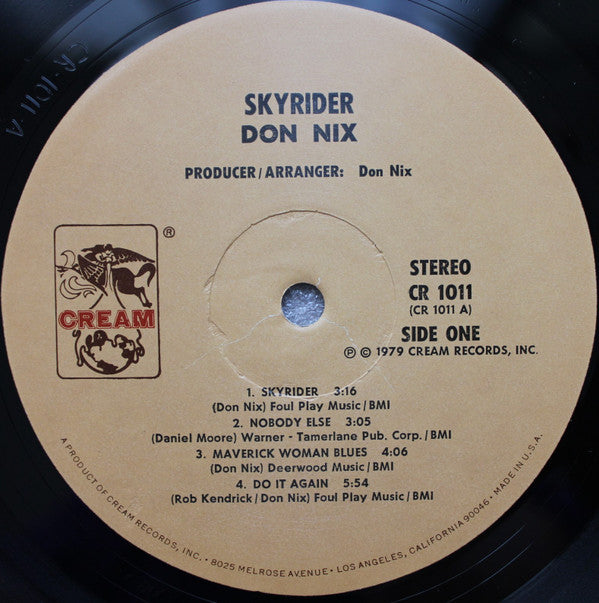 CR-1011-A
SKYRIDER
DON NIX
PRODUCER/ARRANGER: Don Nix
®
CREAM
STEREO
CR 1011
(CR 1011 A)
SIDE ONE
℗ © 1979 CREAM RECORDS, INC.
1. SKYRIDER 3:16
(Don Nix) Foul Play Music/BMI
2. NOBODY ELSE 3:05
(Daniel Moore) Warner - Tamerlane Pub. Corp./BMI
3. MAVERICK WOMAN BLUES 4:06
(Don Nix) Deerwood Music/BMI
4. DO IT AGAIN 5:54
(Rob Kendrick/Don Nix) Foul Play Music/BMI
A PRODUCT OF CREAM RECORDS, INC. • 8025 MELROSE AVENUE • LOS ANGELES, CALIFORNIA 90046 • MADE IN U.S.A.